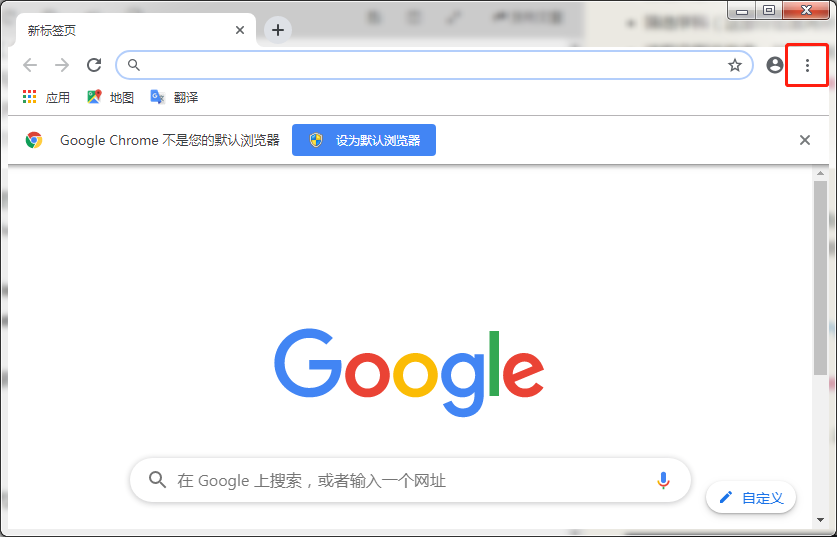 新标签页
应用 地图 翻译
Google Chrome 不是您的默认浏览器 设为默认浏览器
Google
在 Google 上搜索，或者输入一个网址
自定义